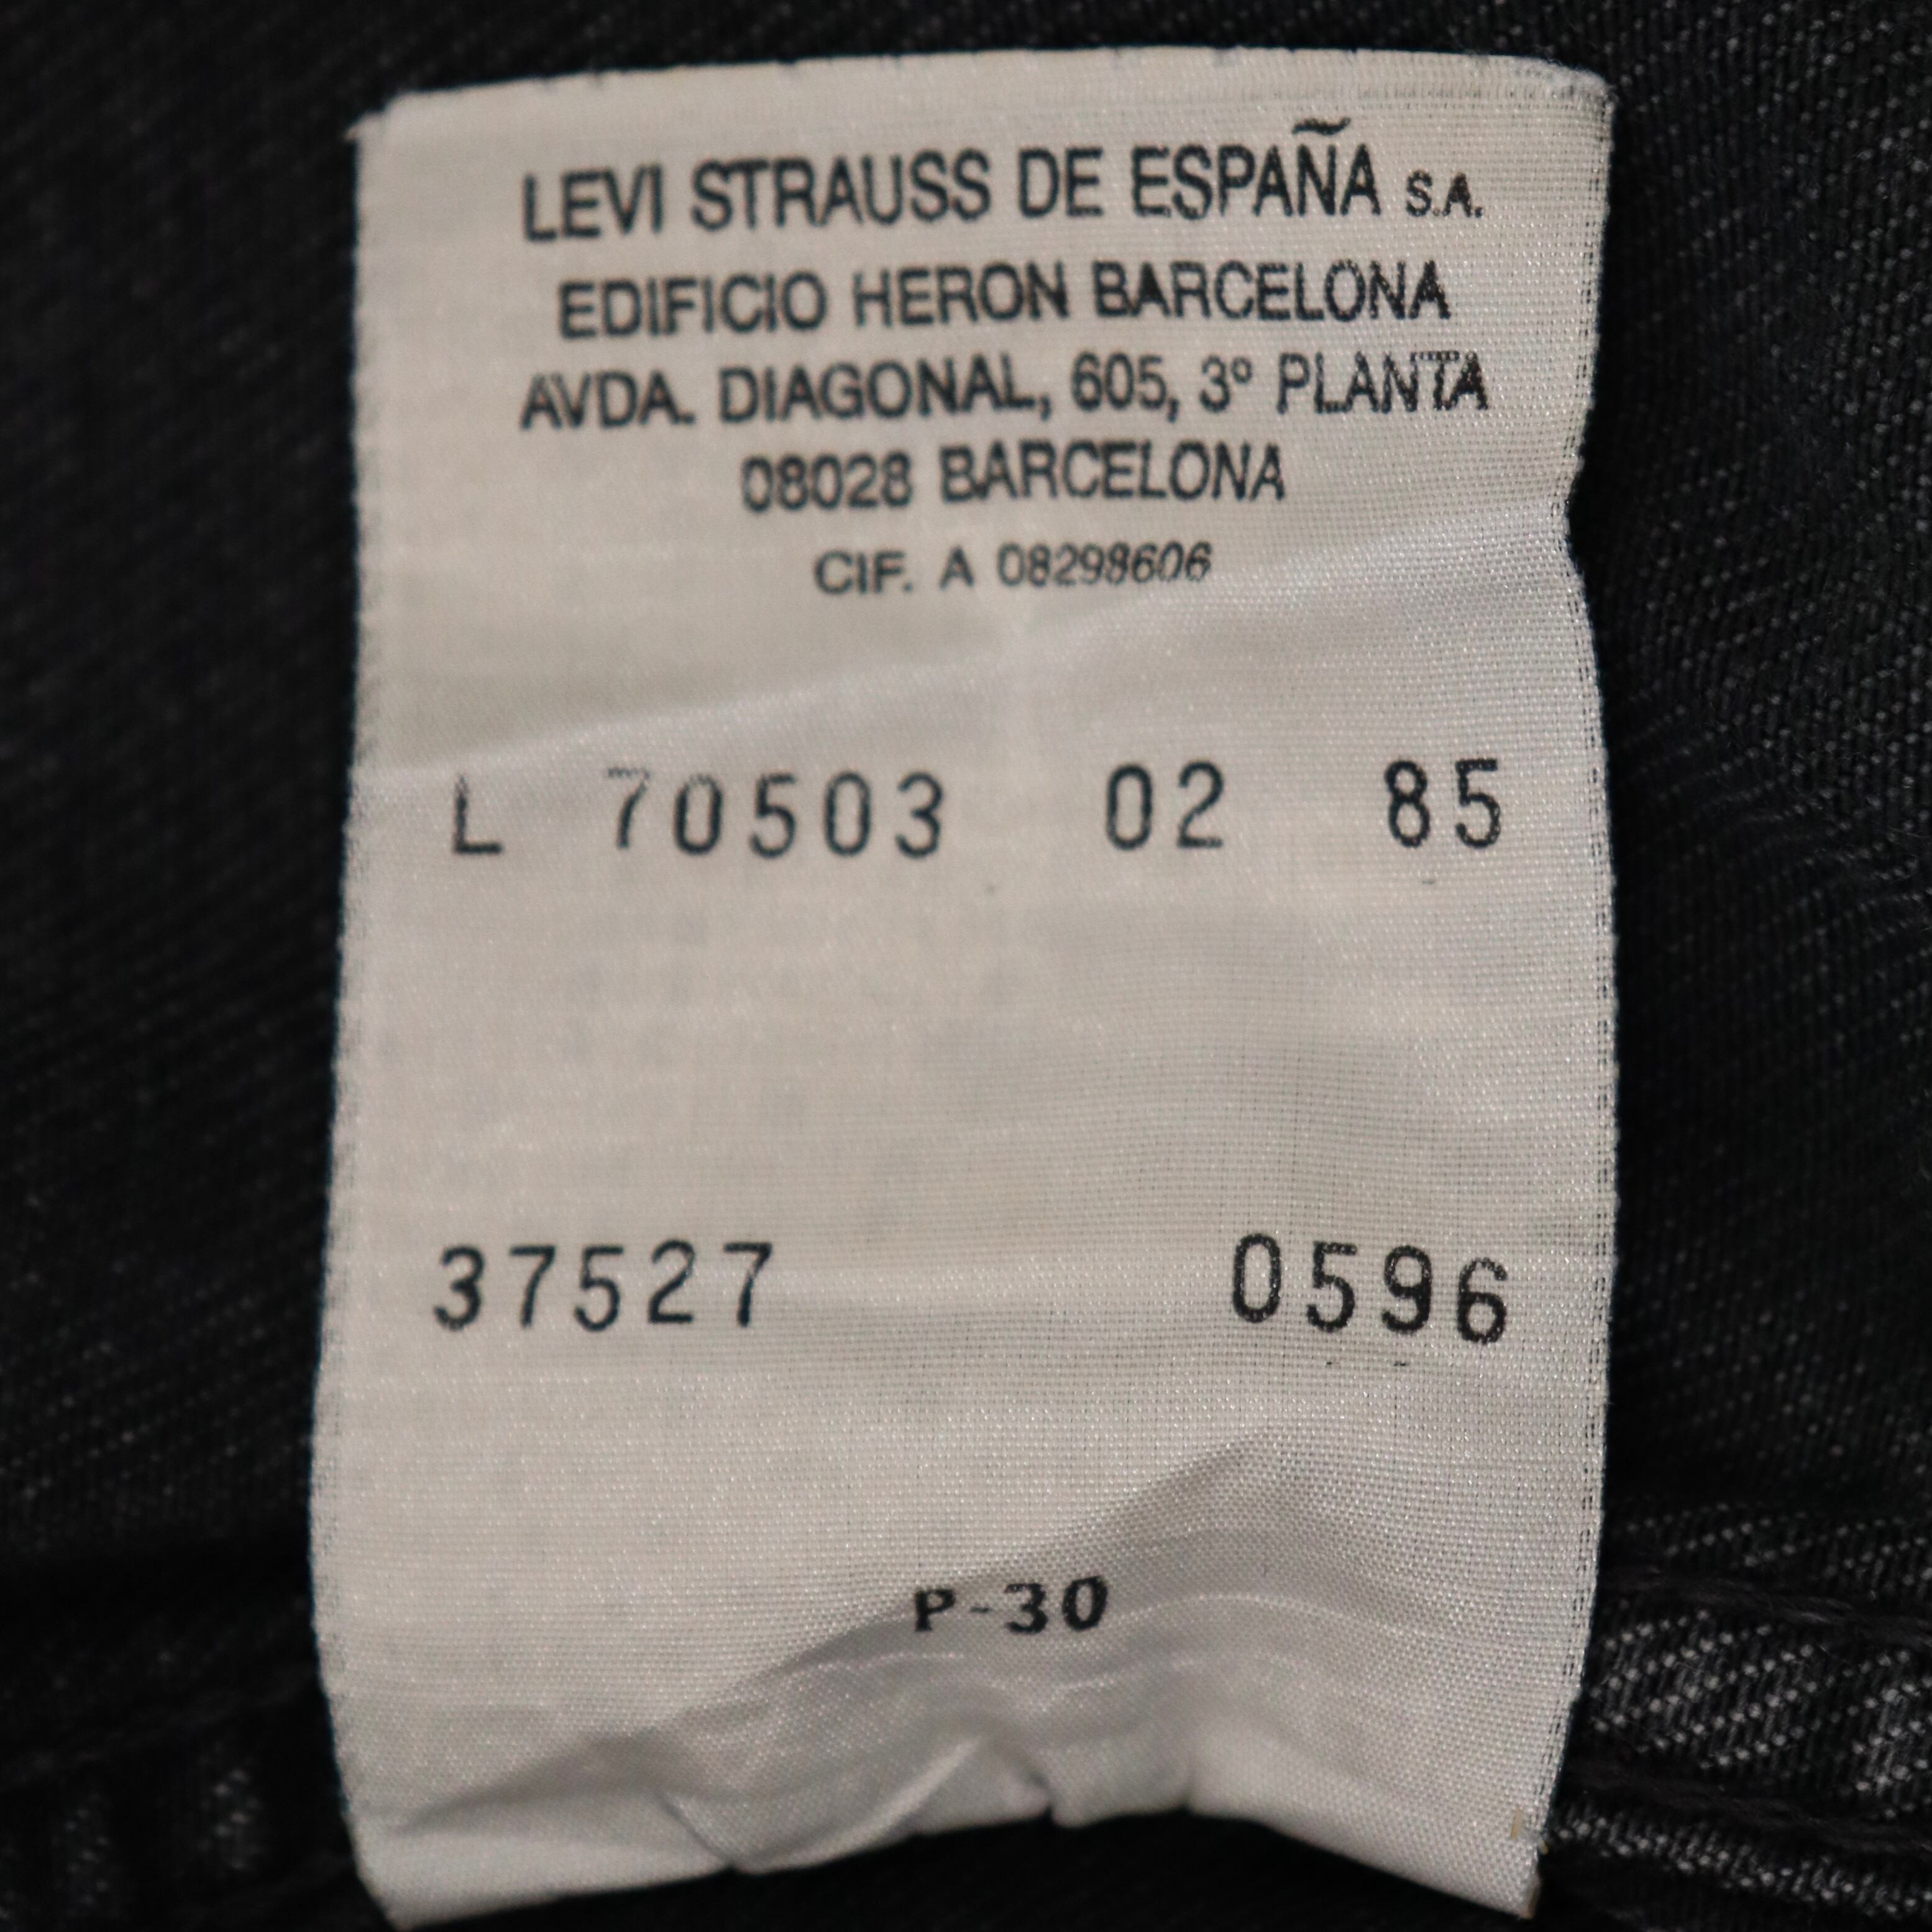 LEVI STRAUSS DE ESPAÑA S.A.
EDIFICIO HERON BARCELONA
AVDA. DIAGONAL, 605, 3º PLANTA
08028 BARCELONA
CIF. A 08298606
L 70503 02 85
37527 0596
P-30